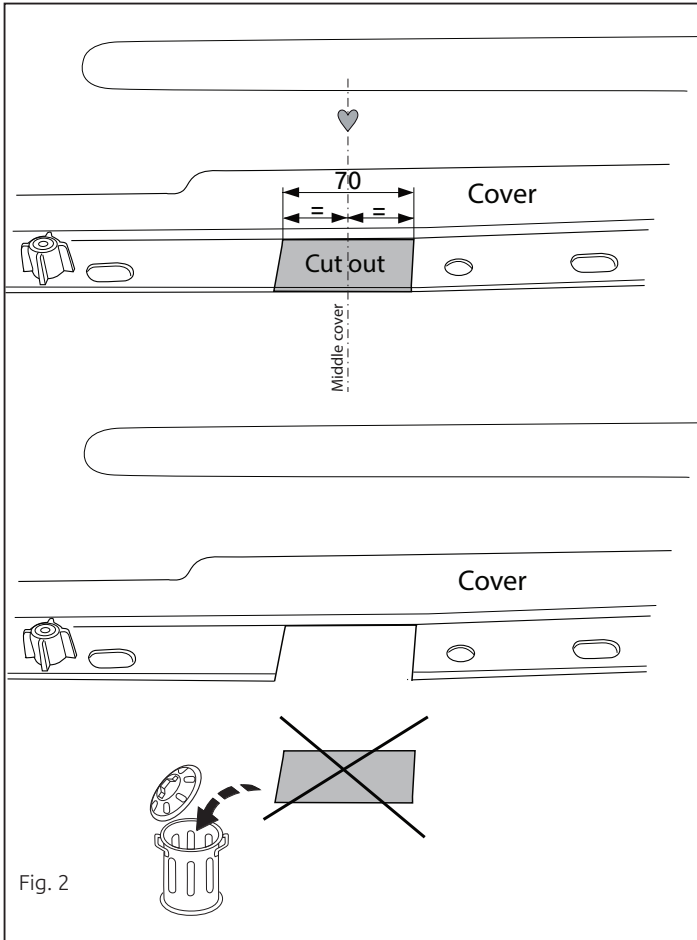 70
= =
Cover
Cut out
Middle cover
Cover
Fig. 2